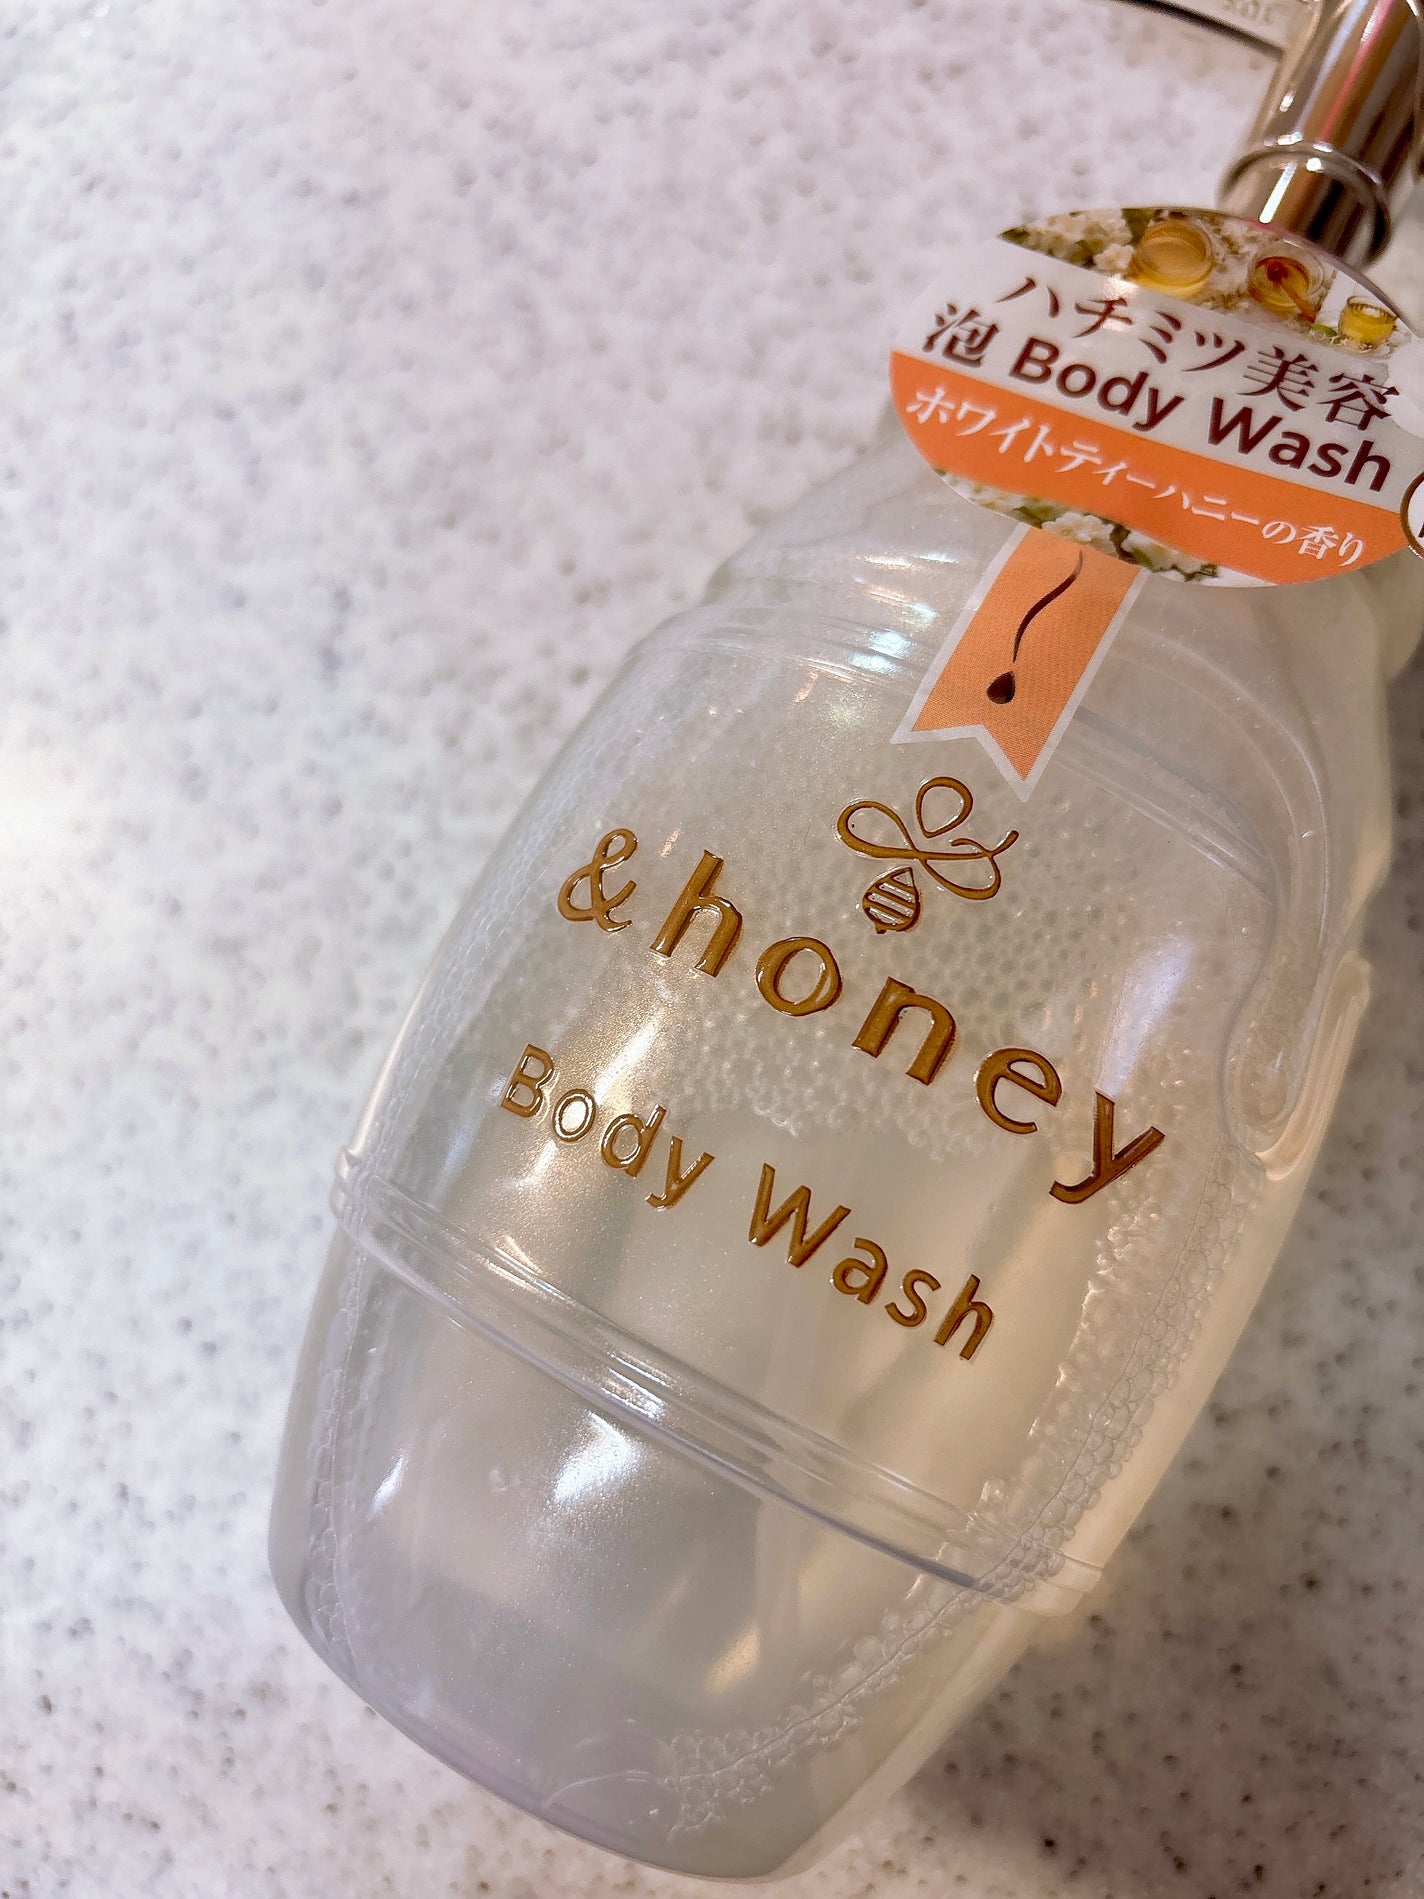 ハチミツ美容
泡 Body Wash
ホワイトティーハニーの香り
&honey
Body Wash